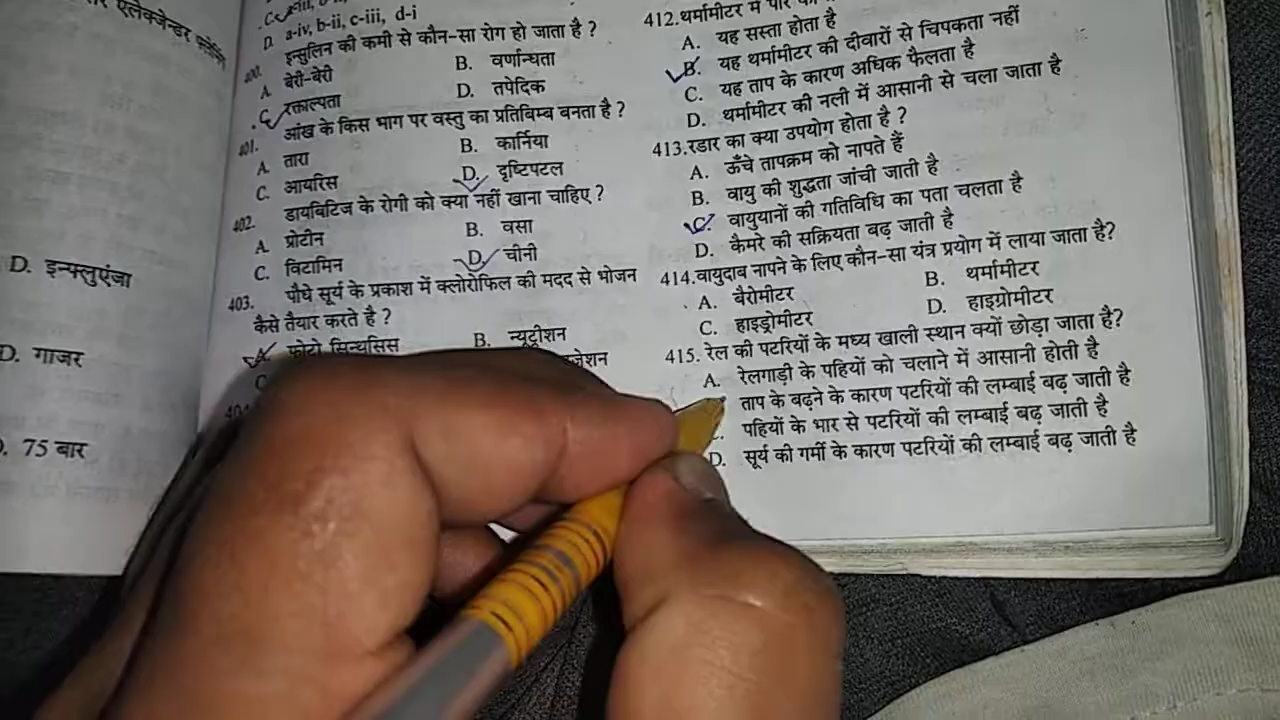 D. इन्फ्लुएंजा
D. गाजर
75 बार
D. a-iv, b-ii, c-iii, d-i
400. इन्सुलिन की कमी से कौन-सा रोग हो जाता है ?
A. बेरी-बेरी B. वर्णान्धता
C. रक्ताल्पता D. तपेदिक
401. आंख के किस भाग पर वस्तु का प्रतिबिम्ब बनता है ?
A. तारा B. कार्निया
C. आयरिस D. दृष्टिपटल
402. डायबिटिज के रोगी को क्या नहीं खाना चाहिए ?
A. प्रोटीन B. वसा
C. विटामिन D. चीनी
403. पौधे सूर्य के प्रकाश में क्लोरोफिल की मदद से भोजन
कैसे तैयार करते है ?
A. फोटो सिन्थसिस B. न्यूट्रीशन
412.थर्मामीटर में पारे
A. यह सस्ता होता है
B. यह थर्मामीटर की दीवारों से चिपकता नहीं
C. यह ताप के कारण अधिक फैलता है
D. थर्मामीटर की नली में आसानी से चला जाता है
413.रडार का क्या उपयोग होता है ?
A. ऊँचे तापक्रम को नापते हैं
B. वायु की शुद्धता जांची जाती है
C. वायुयानों की गतिविधि का पता चलता है
D. कैमरे की सक्रियता बढ़ जाती है
414.वायुदाब नापने के लिए कौन-सा यंत्र प्रयोग में लाया जाता है?
A. बैरोमीटर B. थर्मामीटर
C. हाइड्रोमीटर D. हाइग्रोमीटर
415. रेल की पटरियों के मध्य खाली स्थान क्यों छोड़ा जाता है?
A. रेलगाड़ी के पहियों को चलाने में आसानी होती है
ताप के बढ़ने के कारण पटरियों की लम्बाई बढ़ जाती है
पहियों के भार से पटरियों की लम्बाई बढ़ जाती है
D. सूर्य की गर्मी के कारण पटरियों की लम्बाई बढ़ जाती है